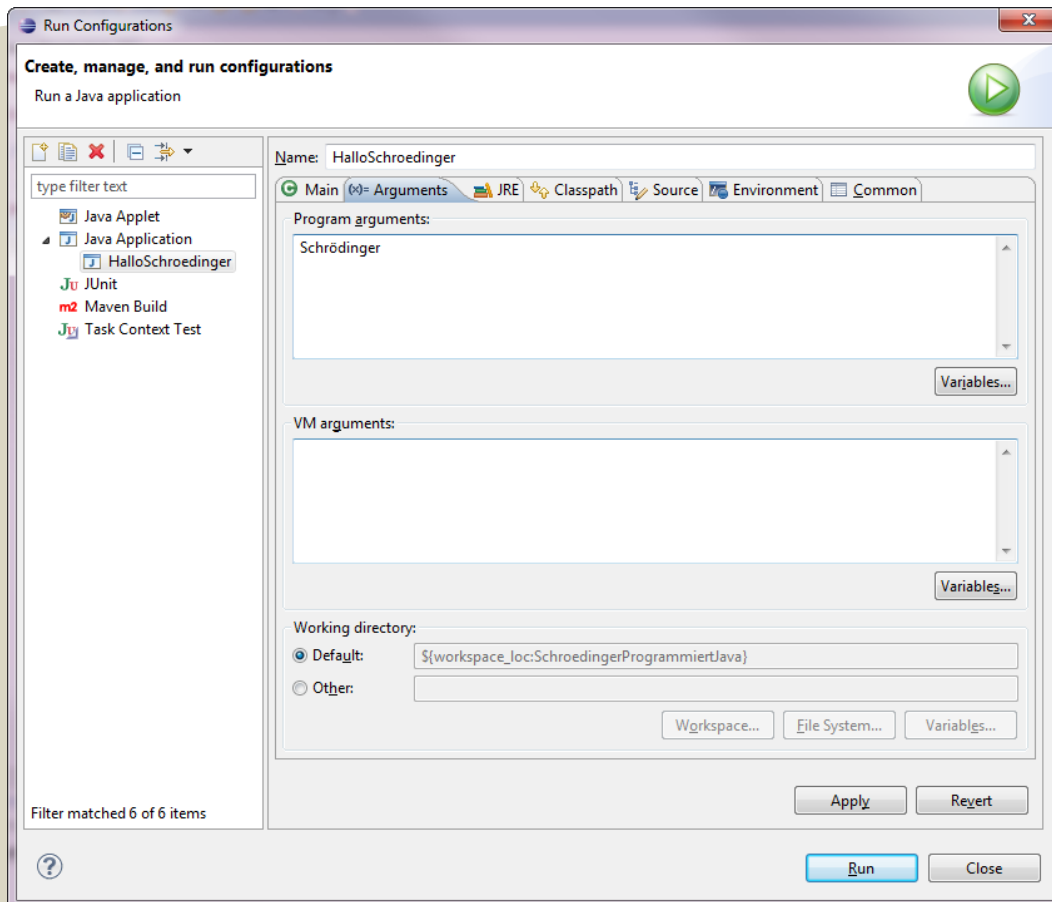 Run Configurations
Create, manage, and run configurations
Run a Java application
type filter text
Java Applet
Java Application
HalloSchroedinger
JUnit
Maven Build
Task Context Test
Filter matched 6 of 6 items
Name: HalloSchroedinger
Main (x)= Arguments JRE Classpath Source Environment Common
Program arguments:
Schrödinger
Variables...
VM arguments:
Variables...
Working directory:
Default: ${workspace_loc:SchroedingerProgrammiertJava}
Other:
Workspace... File System... Variables...
Apply Revert
Run Close